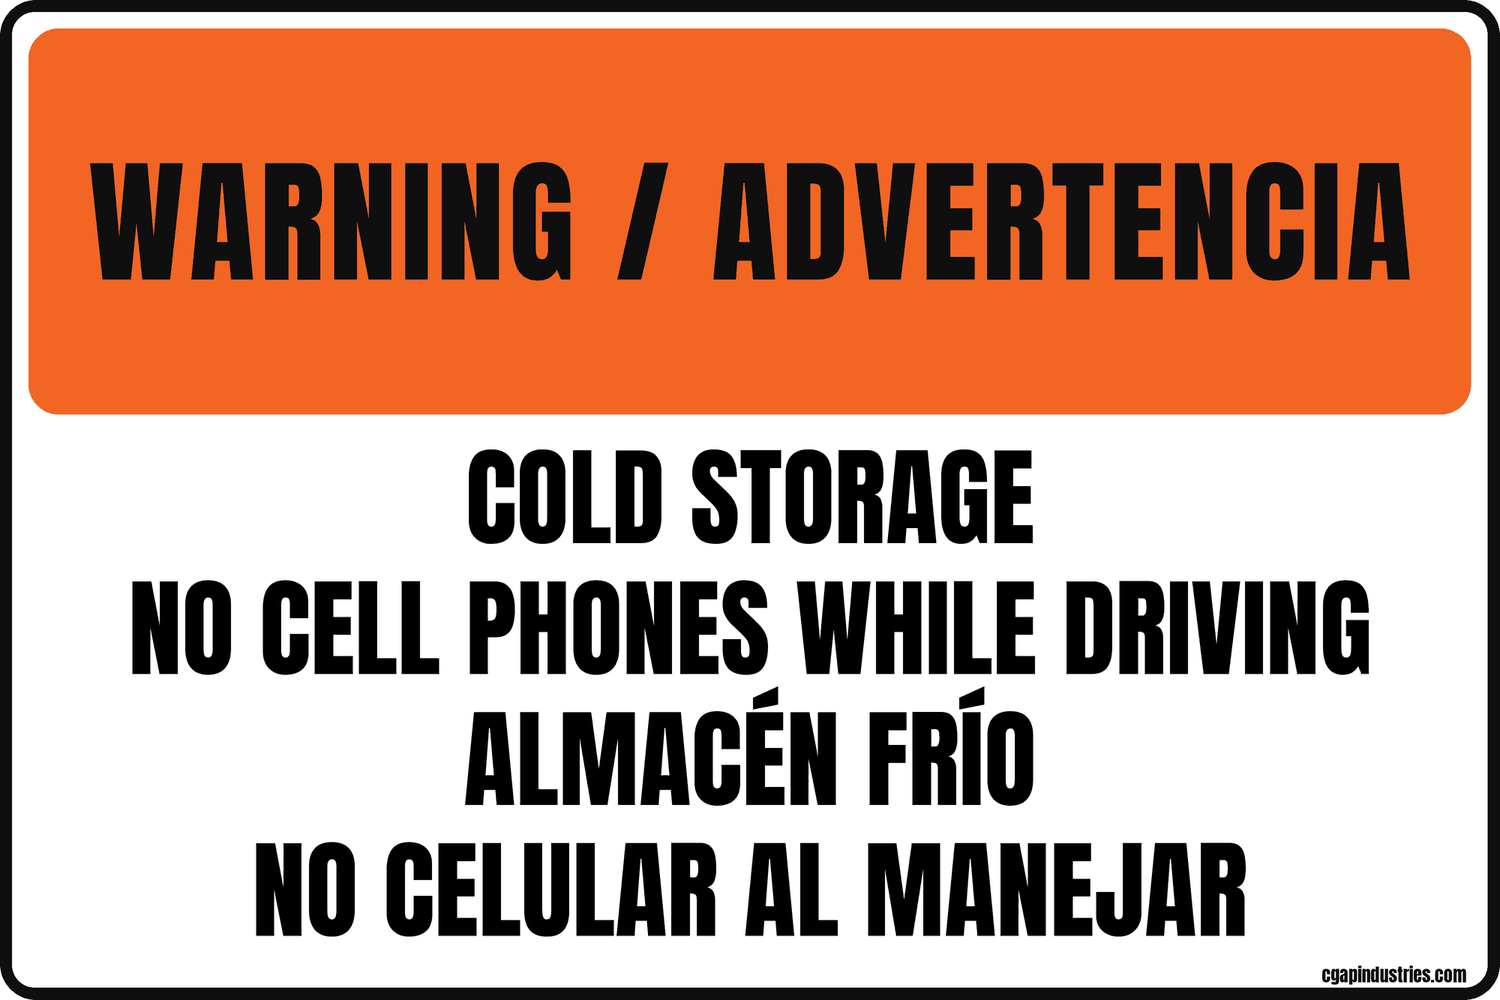 WARNING / ADVERTENCIA
COLD STORAGE
NO CELL PHONES WHILE DRIVING
ALMACÉN FRÍO
NO CELULAR AL MANEJAR
cgapindustries.com